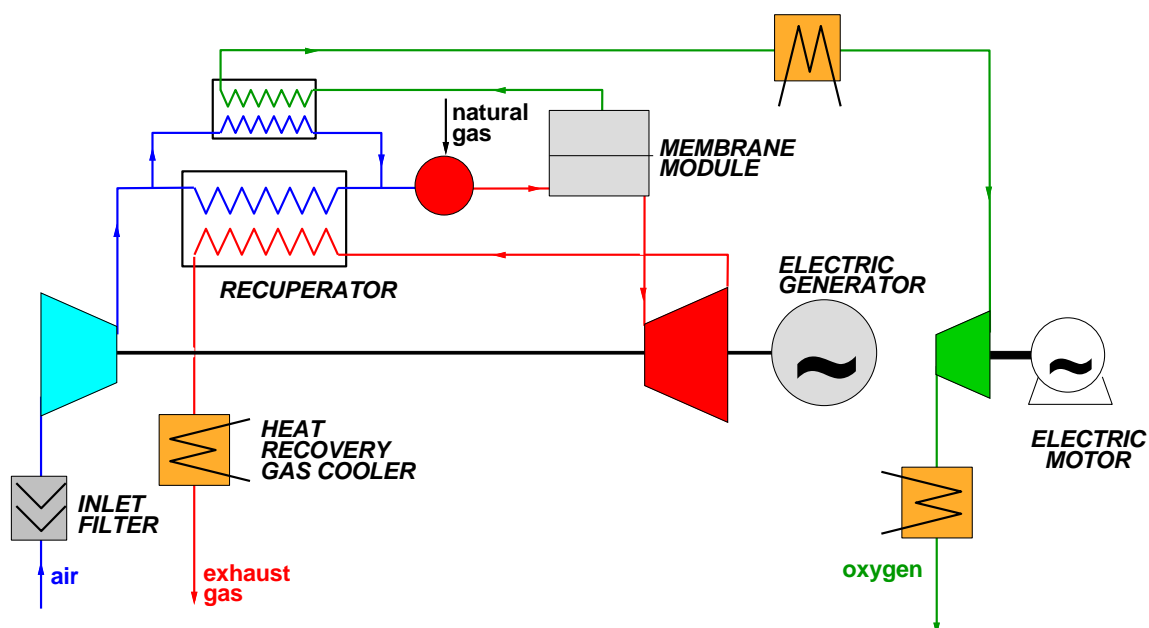 natural
gas
MEMBRANE
MODULE
RECUPERATOR
ELECTRIC
GENERATOR
HEAT
RECOVERY
GAS COOLER
ELECTRIC
MOTOR
INLET
FILTER
air
exhaust
gas
oxygen